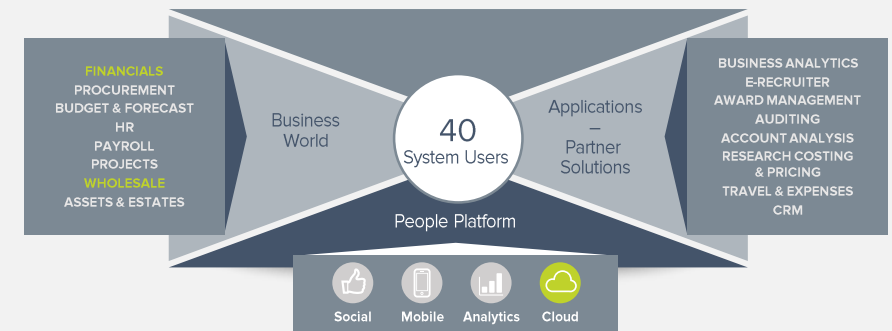 FINANCIALS
PROCUREMENT
BUDGET & FORECAST
HR
PAYROLL
PROJECTS
WHOLESALE
ASSETS & ESTATES
Business
World
40
System Users
Applications
–
Partner
Solutions
BUSINESS ANALYTICS
E-RECRUITER
AWARD MANAGEMENT
AUDITING
ACCOUNT ANALYSIS
RESEARCH COSTING
& PRICING
TRAVEL & EXPENSES
CRM
People Platform
Social
Mobile
Analytics
Cloud